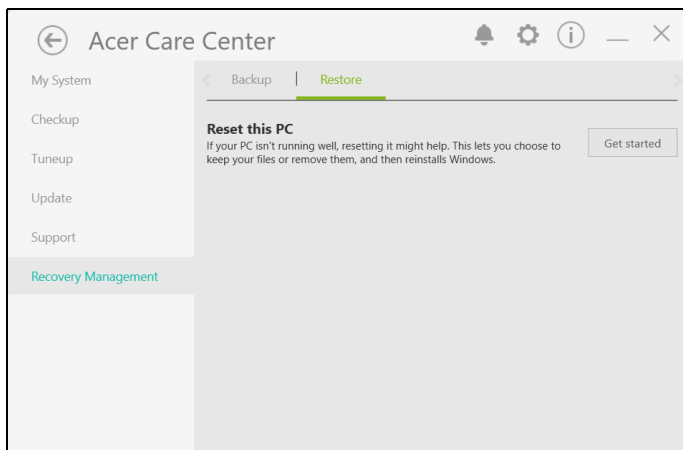 Acer Care Center
My System
Checkup
Tuneup
Update
Support
Recovery Management
Backup | Restore
Reset this PC
If your PC isn't running well, resetting it might help. This lets you choose to
keep your files or remove them, and then reinstalls Windows.
Get started